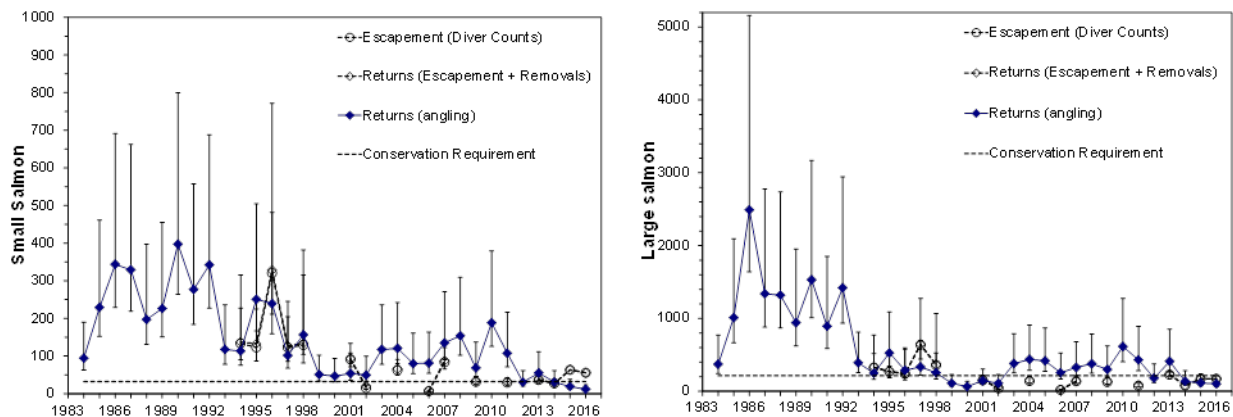 1 000
900
800
700
600
500
400
300
200
100
0
Small Salmon
Escapement (Diver Counts)
Returns (Escapement + Removals)
Returns (angling)
Conservation Requirement
1983 1986 1989 1992 1995 1998 2001 2004 2007 2010 2013 2016
5000
4000
3000
2000
1000
0
Large salmon
Escapement (Diver Counts)
Returns (Escapement + Removals)
Returns (angling)
Conservation Requirement
1983 1986 1989 1992 1995 1998 2001 2004 2007 2010 2013 2016